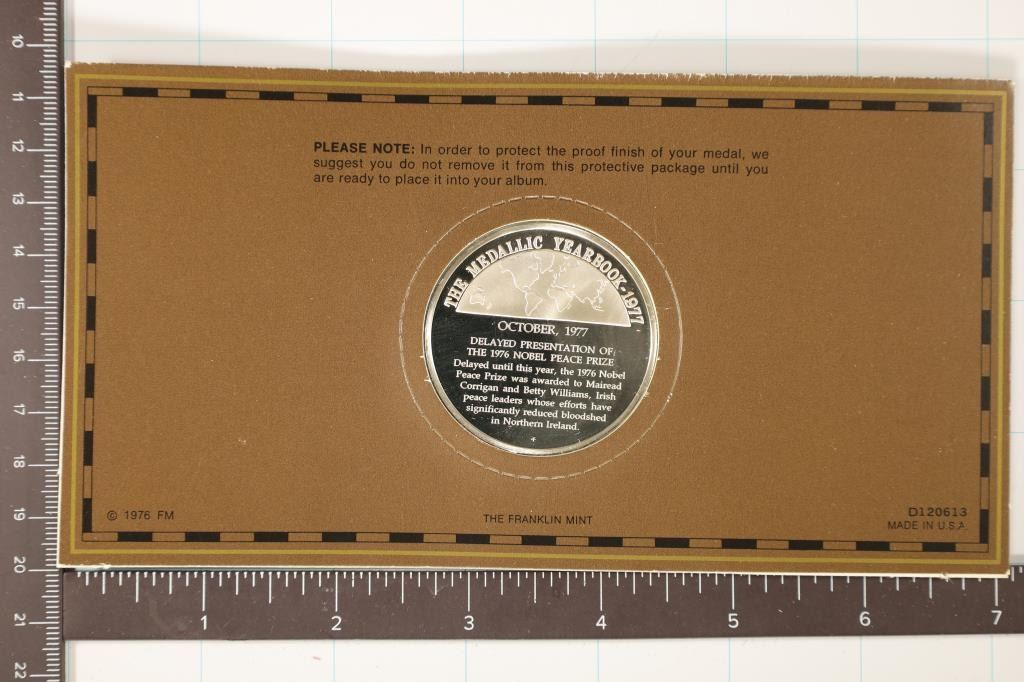 PLEASE NOTE: In order to protect the proof finish of your medal, we
suggest you do not remove it from this protective package until you
are ready to place it into your album.
THE MEDALLIC YEARBOOK·1977
OCTOBER, 1977
DELAYED PRESENTATION OF
THE 1976 NOBEL PEACE PRIZE
Delayed until this year, the 1976 Nobel
Peace Prize was awarded to Mairead
Corrigan and Betty Williams, Irish
peace leaders whose efforts have
significantly reduced bloodshed
in Northern Ireland.
© 1976 FM
THE FRANKLIN MINT
D120613
MADE IN U.S.A.
10
11
12
13
14
15
16
17
18
19
20
21
22
1 2 3 4 5 6 7